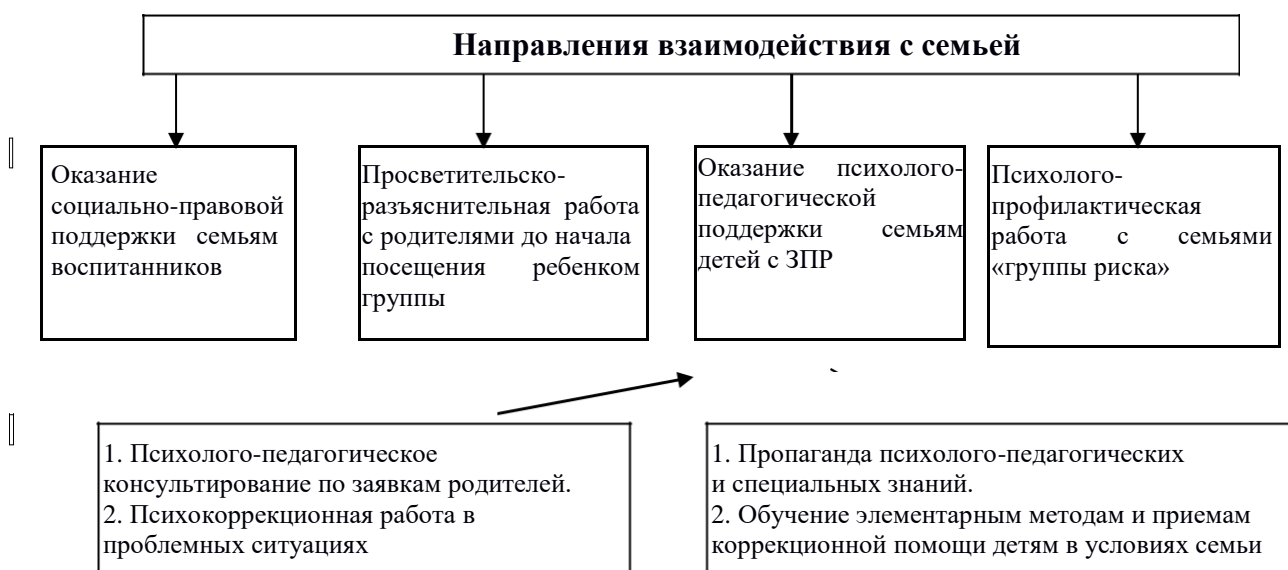 Направления взаимодействия с семьей
Оказание
социально-правовой
поддержки семьям
воспитанников
Просветительско-
разъяснительная работа
с родителями до начала
посещения ребенком
группы
Оказание психолого-
педагогической
поддержки семьям
детей с ЗПР
Психолого-
профилактическая
работа с семьями
«группы риска»
1. Психолого-педагогическое
консультирование по заявкам родителей.
2. Психокоррекционная работа в
проблемных ситуациях
1. Пропаганда психолого-педагогических
и специальных знаний.
2. Обучение элементарным методам и приемам
коррекционной помощи детям в условиях семьи